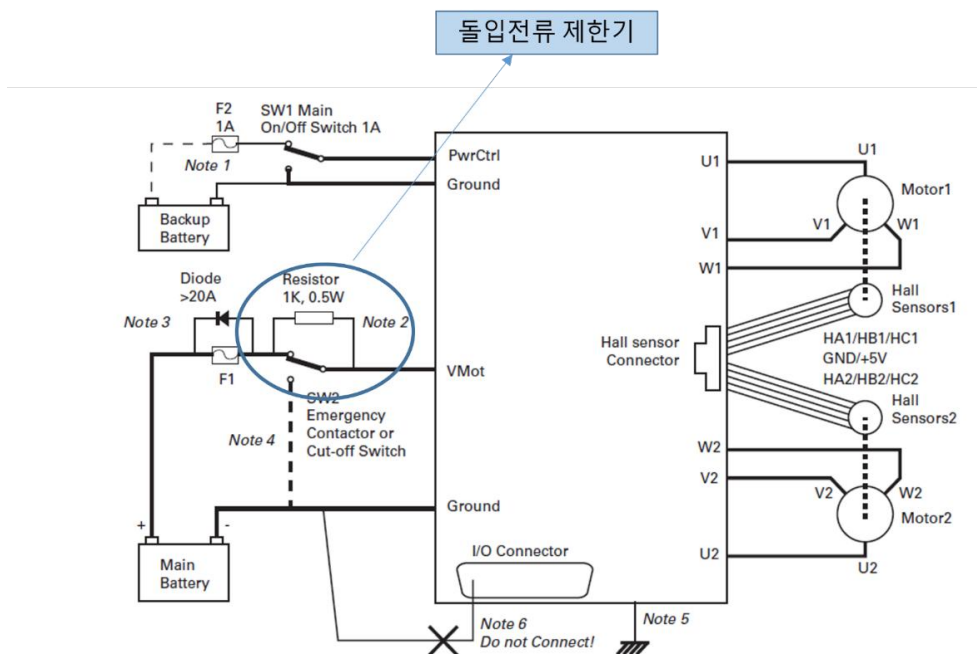 돌입전류 제한기
F2
1A
SW1 Main
On/Off Switch 1A
Note 1
PwrCtrl
Ground
Backup
Battery
Diode
>20A
Resistor
1K, 0.5W
Note 3
Note 2
F1
VMot
SW2
Emergency
Contactor or
Cut-off Switch
Note 4
Ground
+
-
Main
Battery
I/O Connector
Note 6
Do not Connect!
Note 5
U1
U1
Motor1
V1
V1
W1
W1
Hall
Sensors1
Hall sensor
Connector
HA1/HB1/HC1
GND/+5V
HA2/HB2/HC2
Hall
Sensors2
W2
V2
V2
W2
Motor2
U2
U2